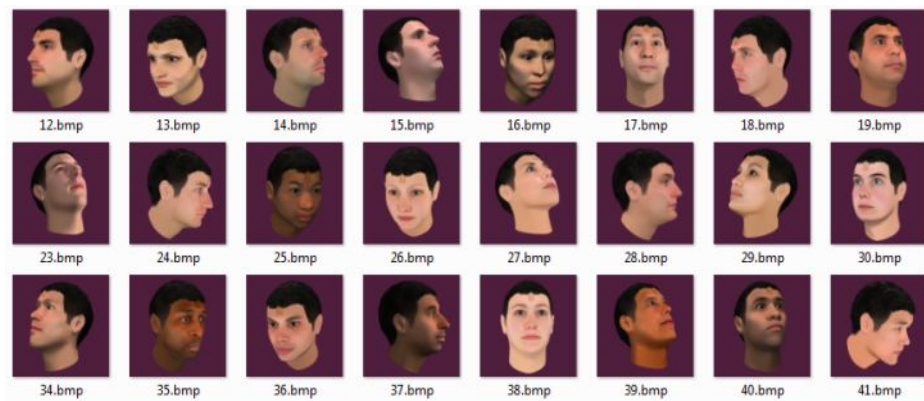 12.bmp 13.bmp 14.bmp 15.bmp 16.bmp 17.bmp 18.bmp 19.bmp
23.bmp 24.bmp 25.bmp 26.bmp 27.bmp 28.bmp 29.bmp 30.bmp
34.bmp 35.bmp 36.bmp 37.bmp 38.bmp 39.bmp 40.bmp 41.bmp